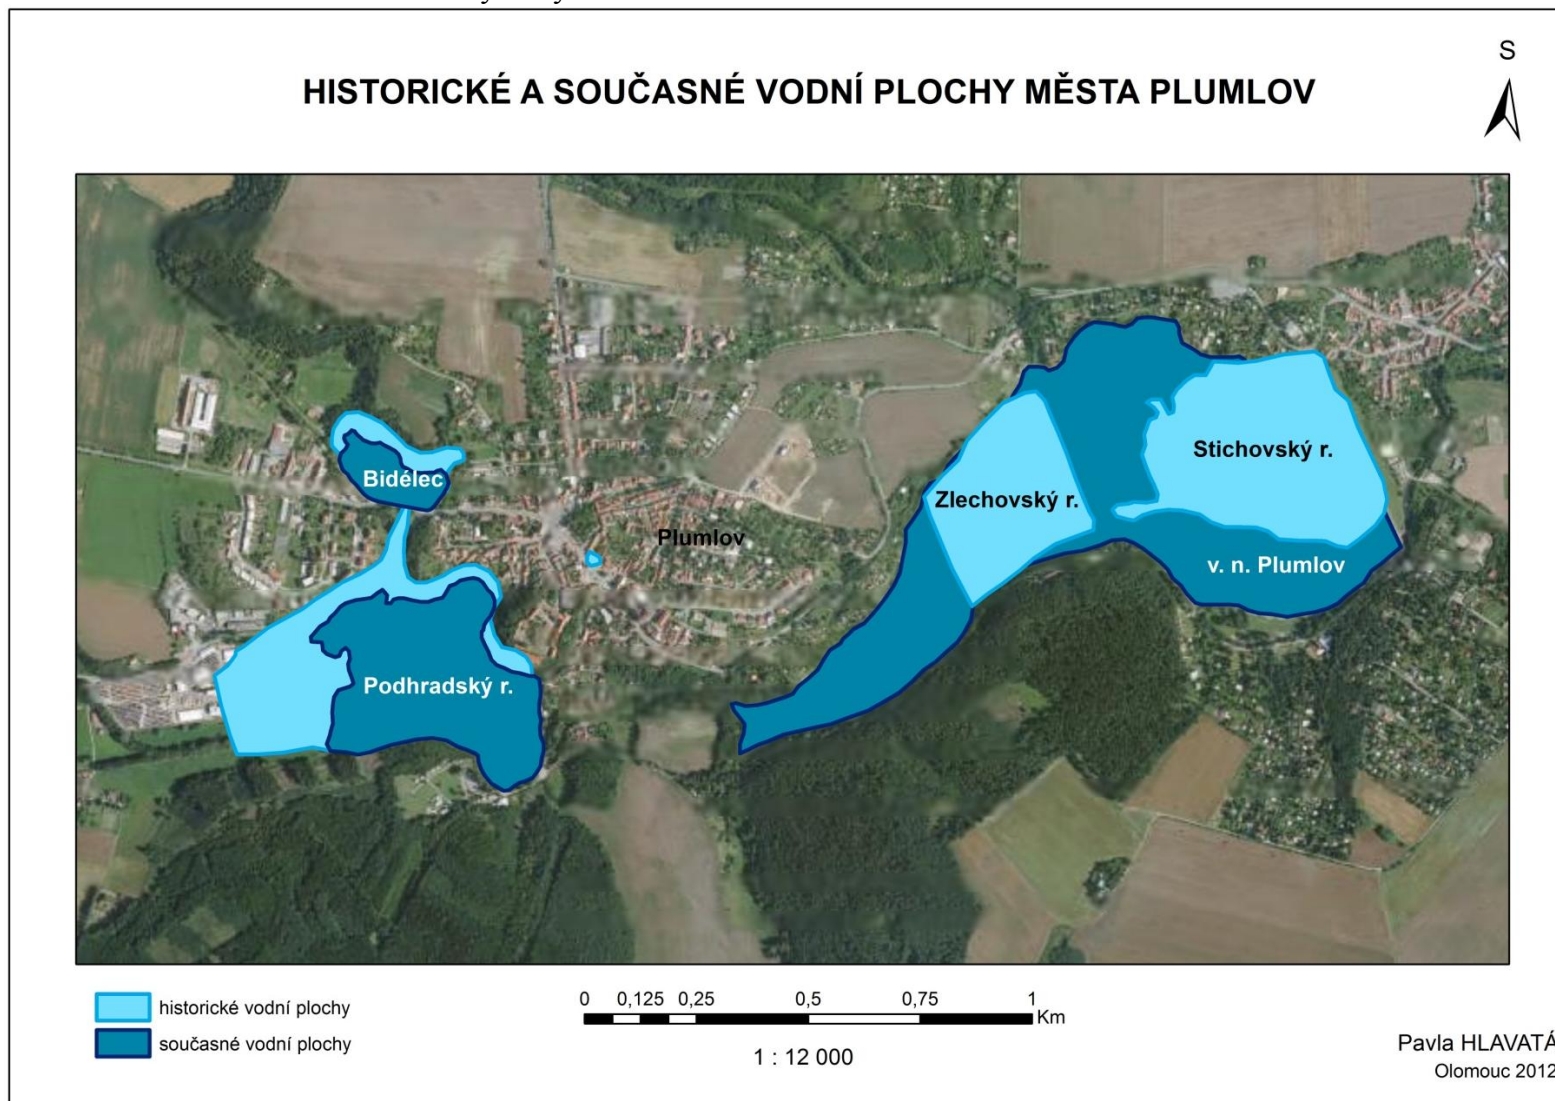 HISTORICKÉ A SOUČASNÉ VODNÍ PLOCHY MĚSTA PLUMLOV
S
Bidélec
Stichovský r.
Zlechovský r.
Plumlov
v. n. Plumlov
Podhradský r.
historické vodní plochy
současné vodní plochy
0 0,125 0,25 0,5 0,75 1
Km
1 : 12 000
Pavla HLAVATÁ
Olomouc 2012